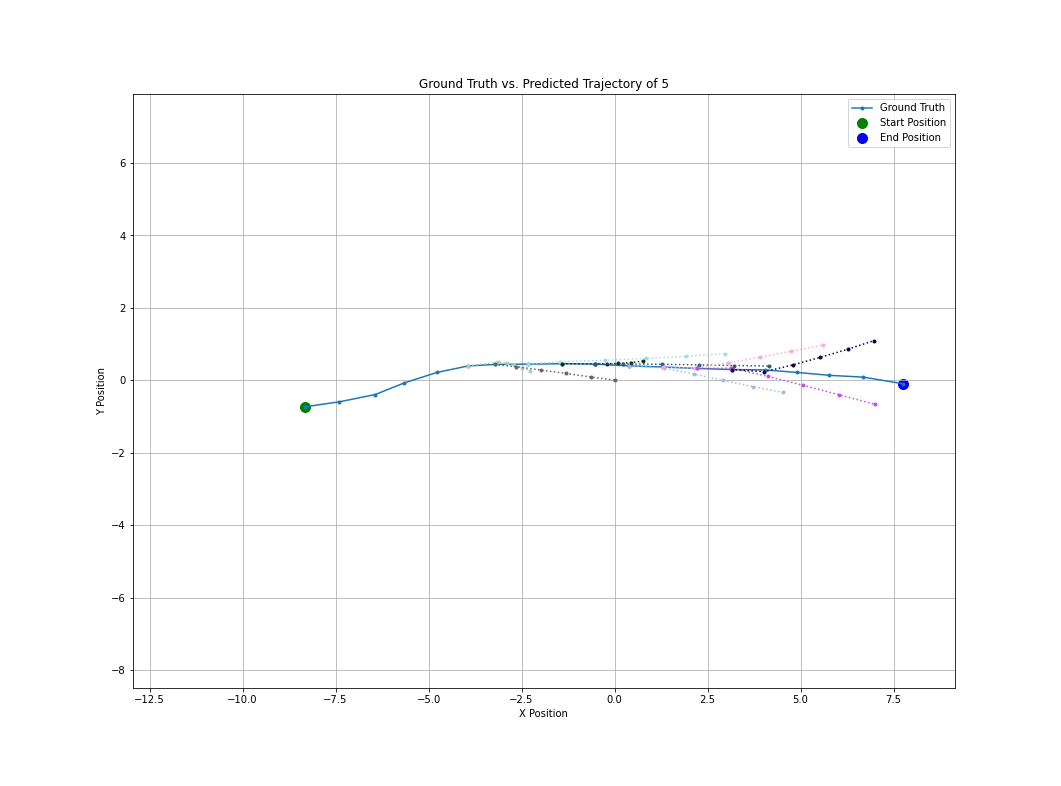 Ground Truth vs. Predicted Trajectory of 5
Ground Truth
Start Position
End Position
6
4
2
0
−2
−4
−6
−8
Y Position
−12.5 −10.0 −7.5 −5.0 −2.5 0.0 2.5 5.0 7.5
X Position